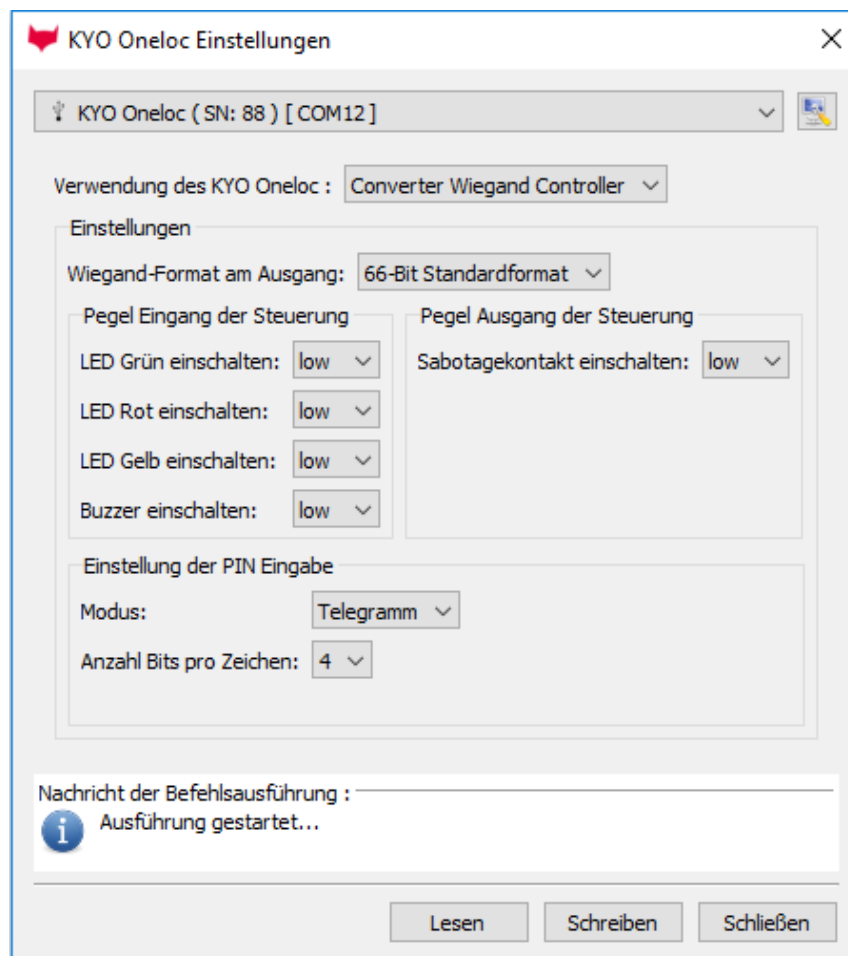 KYO Oneloc Einstellungen
KYO Oneloc ( SN: 88 ) [ COM12 ]
Verwendung des KYO Oneloc : Converter Wiegand Controller
Einstellungen
Wiegand-Format am Ausgang: 66-Bit Standardformat
Pegel Eingang der Steuerung Pegel Ausgang der Steuerung
LED Grün einschalten: low Sabotagekontakt einschalten: low
LED Rot einschalten: low
LED Gelb einschalten: low
Buzzer einschalten: low
Einstellung der PIN Eingabe
Modus: Telegramm
Anzahl Bits pro Zeichen: 4
Nachricht der Befehlsausführung :
Ausführung gestartet...
Lesen Schreiben Schließen